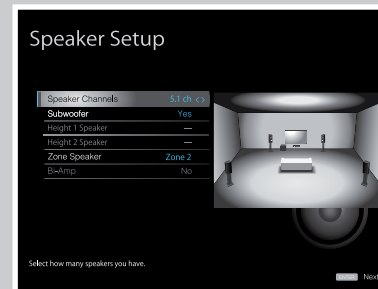 Speaker Setup
Speaker Channels 5.1 ch <>
Subwoofer Yes
Height 1 Speaker —
Height 2 Speaker —
Zone Speaker Zone 2
Bi-Amp No
Select how many speakers you have.
ENTER Next